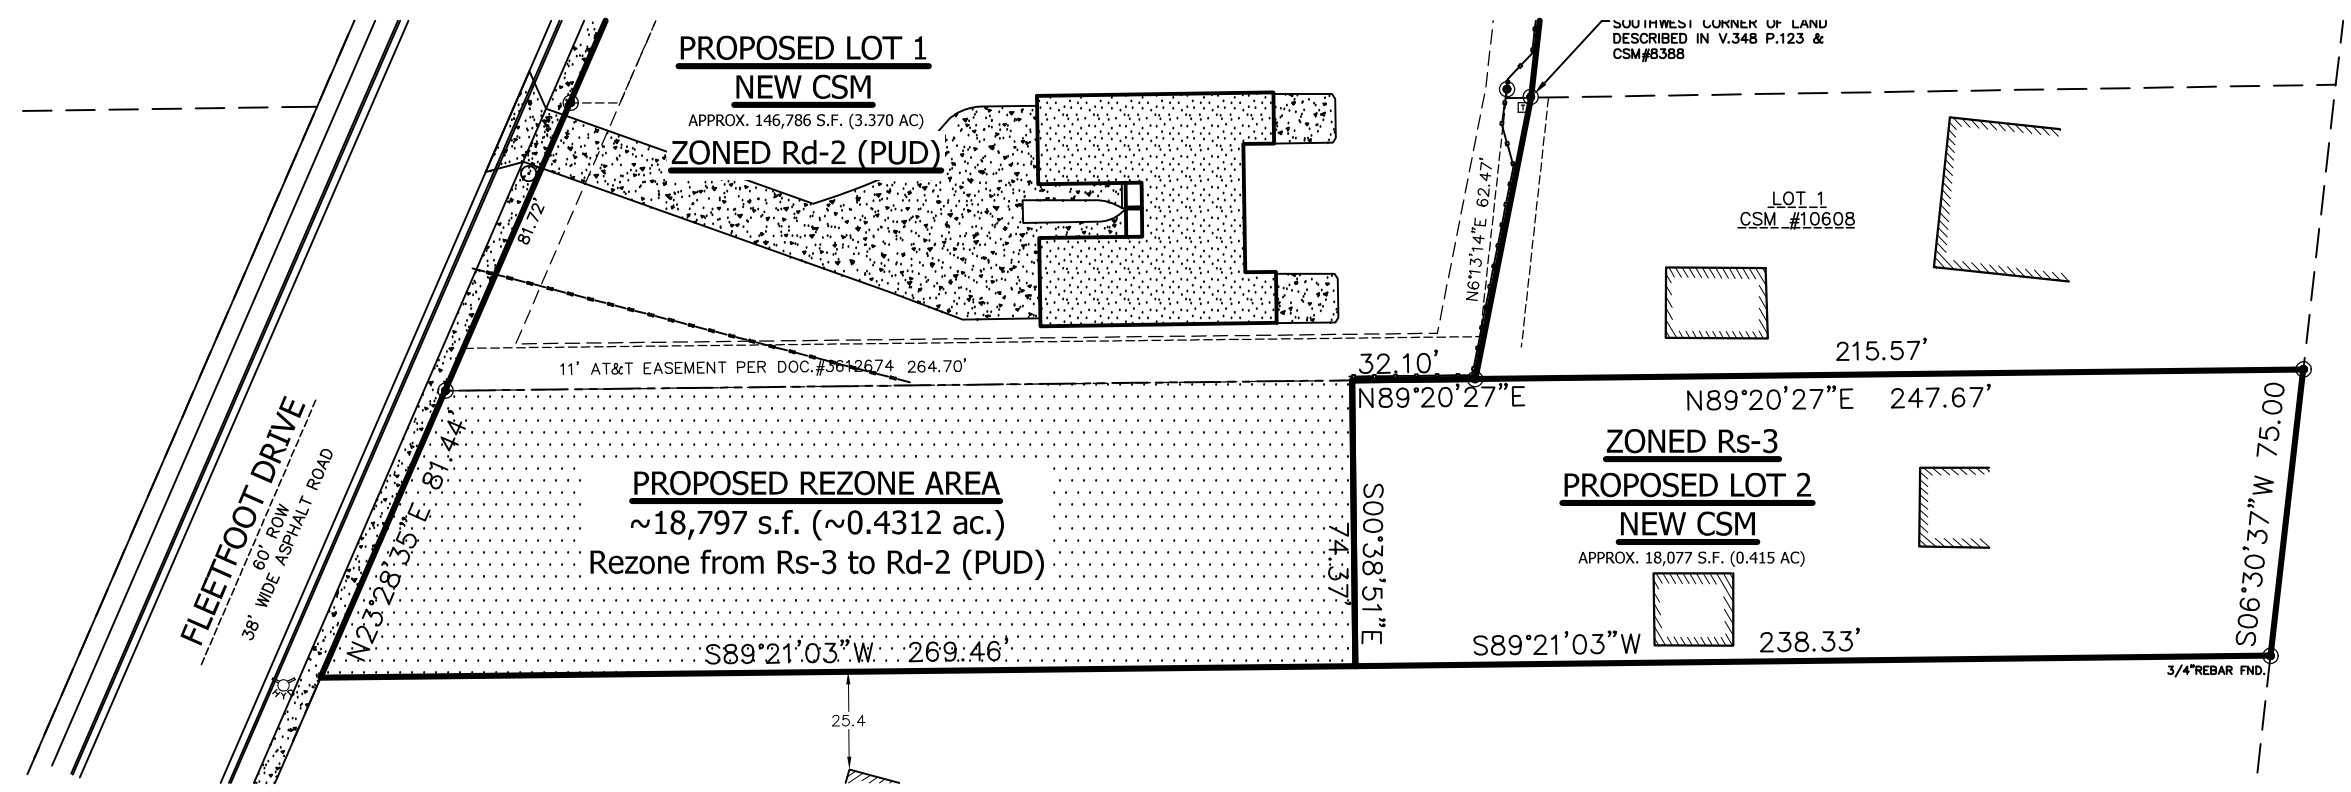 PROPOSED LOT 1
NEW CSM
APPROX. 146,786 S.F. (3.370 AC)
ZONED Rd-2 (PUD)
SOUTHWEST CORNER OF LAND
DESCRIBED IN V.348 P.123 &
CSM#8388
T
LOT 1
CSM #10608
N6°13'14"E 62.47'
81.72'
11' AT&T EASEMENT PER DOC.#3612674 264.70'
32.10'
N89°20'27"E
215.57'
N89°20'27"E 247.67'
FLEETFOOT DRIVE
60' ROW
38' WIDE ASPHALT ROAD
N23°28'35"E 81.44'
PROPOSED REZONE AREA
~18,797 s.f. (~0.4312 ac.)
Rezone from Rs-3 to Rd-2 (PUD)
S00°38'51"E
74.37'
ZONED Rs-3
PROPOSED LOT 2
NEW CSM
APPROX. 18,077 S.F. (0.415 AC)
S06°30'37"W 75.00
S89°21'03"W 269.46'
S89°21'03"W 238.33'
3/4"REBAR FND.
25.4